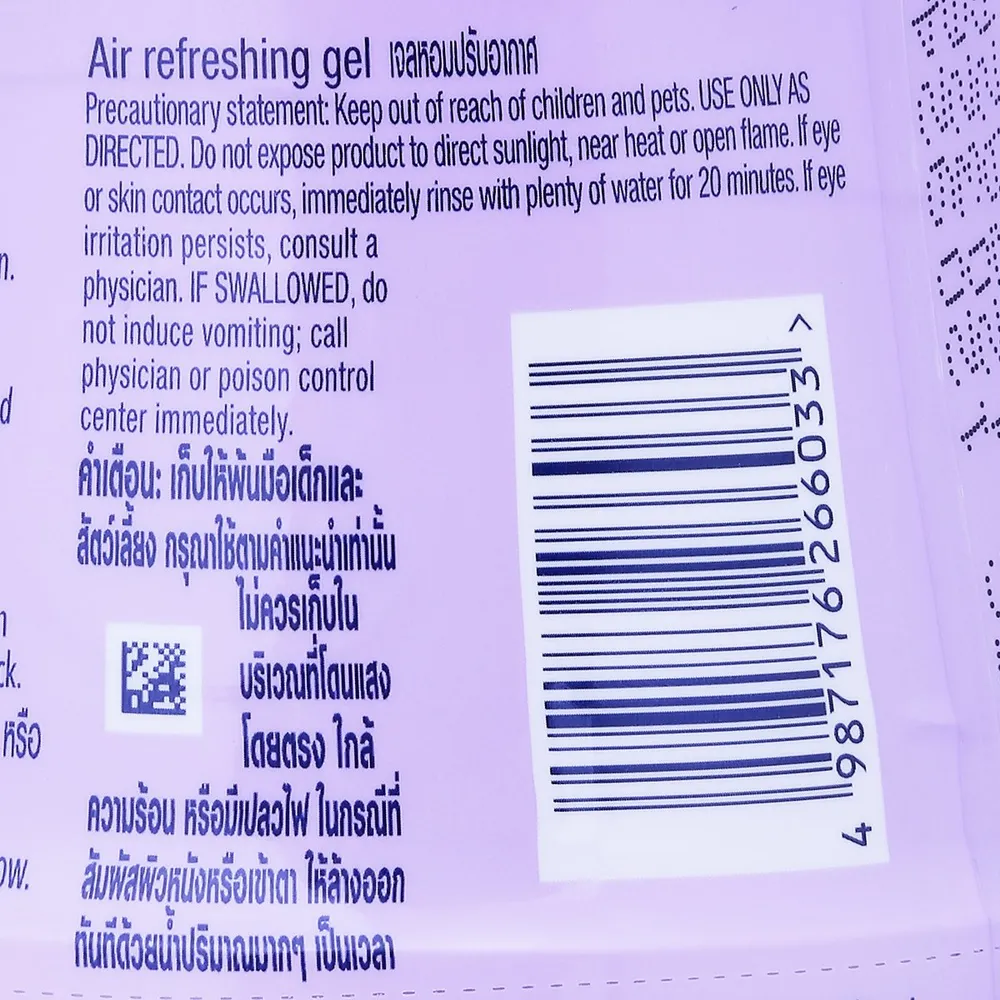 Air refreshing gel เจลหอมปรับอากาศ
Precautionary statement: Keep out of reach of children and pets. USE ONLY AS
DIRECTED. Do not expose product to direct sunlight, near heat or open flame. If eye
or skin contact occurs, immediately rinse with plenty of water for 20 minutes. If eye
irritation persists, consult a
physician. IF SWALLOWED, do
not induce vomiting; call
physician or poison control
center immediately.
คำเตือน: เก็บให้พ้นมือเด็กและ
สัตว์เลี้ยง กรุณาใช้ตามคำแนะนำเท่านั้น
ไม่ควรเก็บใน
บริเวณที่โดนแสง
โดยตรง ใกล้
ความร้อน หรือมีเปลวไฟ ในกรณีที่
สัมผัสผิวหนังหรือเข้าตา ให้ล้างออก
ทันทีด้วยน้ำปริมาณมากๆ เป็นเวลา
4 987176 266033 >
n.
d
ck.
หรือ
ow.